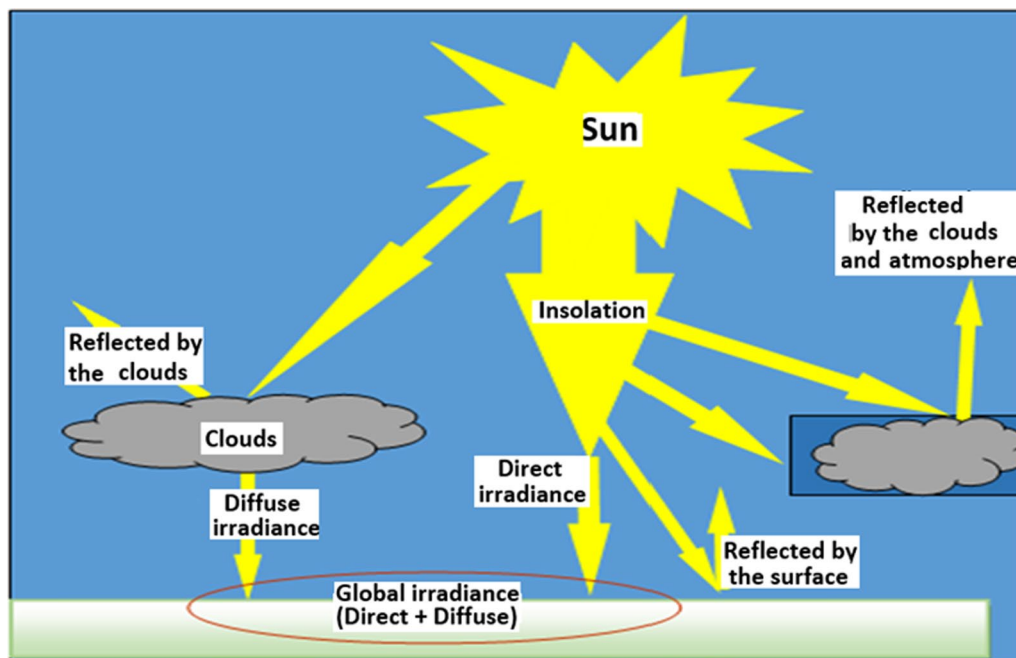 Sun
Reflected
by the clouds
and atmosphere
Insolation
Reflected by
the clouds
Clouds
Direct
irradiance
Diffuse
irradiance
Reflected by
the surface
Global irradiance
(Direct + Diffuse)